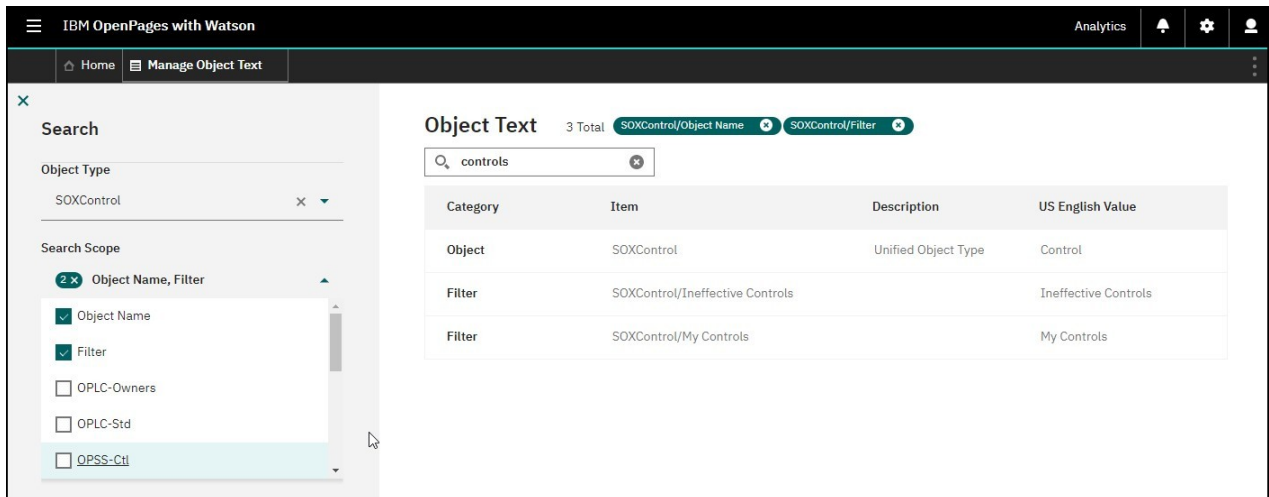 IBM OpenPages with Watson
Analytics
Home
Manage Object Text
Search
Object Type
SOXControl
Search Scope
2 × Object Name, Filter
Object Name
Filter
OPLC-Owners
OPLC-Std
OPSS-Ctl
Object Text 3 Total SOXControl/Object Name SOXControl/Filter
controls
Category Item Description US English Value
Object SOXControl Unified Object Type Control
Filter SOXControl/Ineffective Controls Ineffective Controls
Filter SOXControl/My Controls My Controls